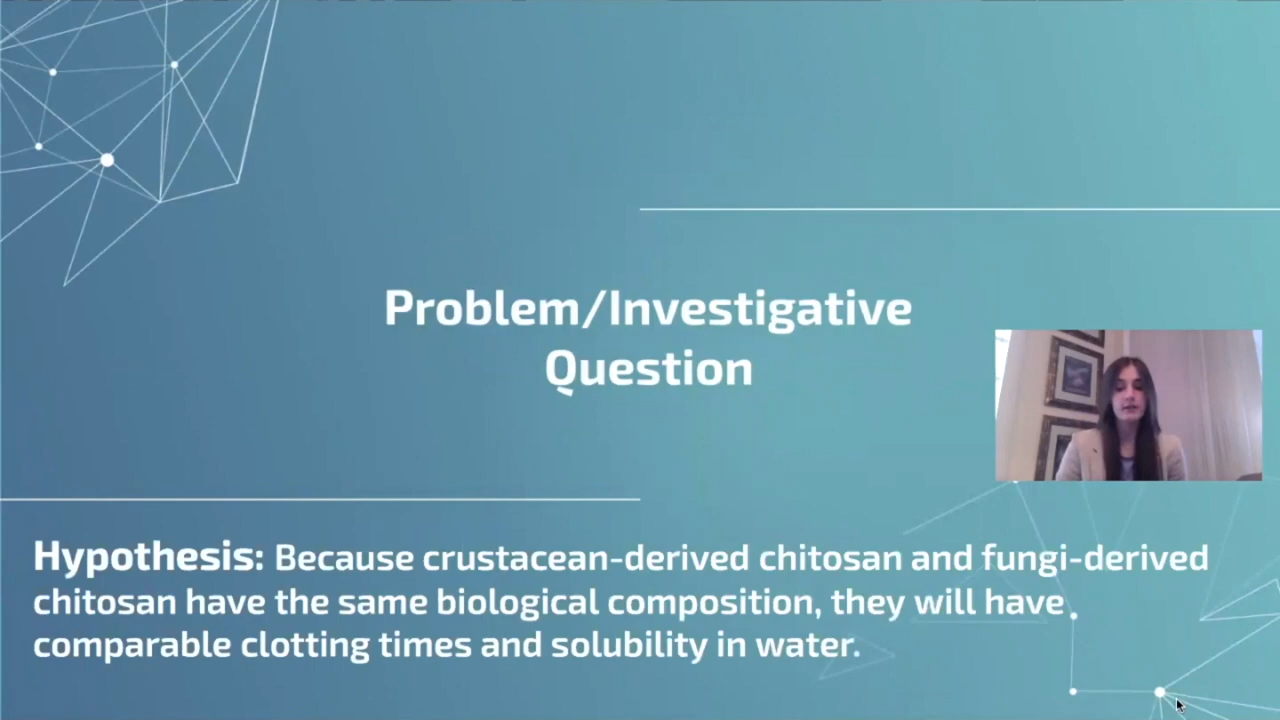 Problem/Investigative
Question
Hypothesis: Because crustacean-derived chitosan and fungi-derived
chitosan have the same biological composition, they will have
comparable clotting times and solubility in water.